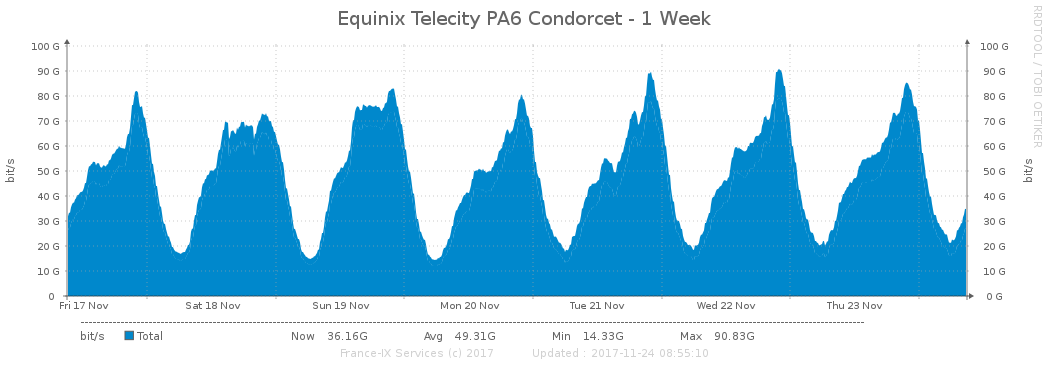 Equinix Telecity PA6 Condorcet - 1 Week
RRDTOOL / TOBI OETIKER
bit/s
100 G 100 G
90 G 90 G
80 G 80 G
70 G 70 G
60 G 60 G
50 G 50 G
40 G 40 G
30 G 30 G
20 G 20 G
10 G 10 G
0 0 G
bit/s
Fri 17 Nov Sat 18 Nov Sun 19 Nov Mon 20 Nov Tue 21 Nov Wed 22 Nov Thu 23 Nov
bit/s Total Now 36.16G Avg 49.31G Min 14.33G Max 90.83G
France-IX Services (c) 2017 Updated : 2017-11-24 08:55:10